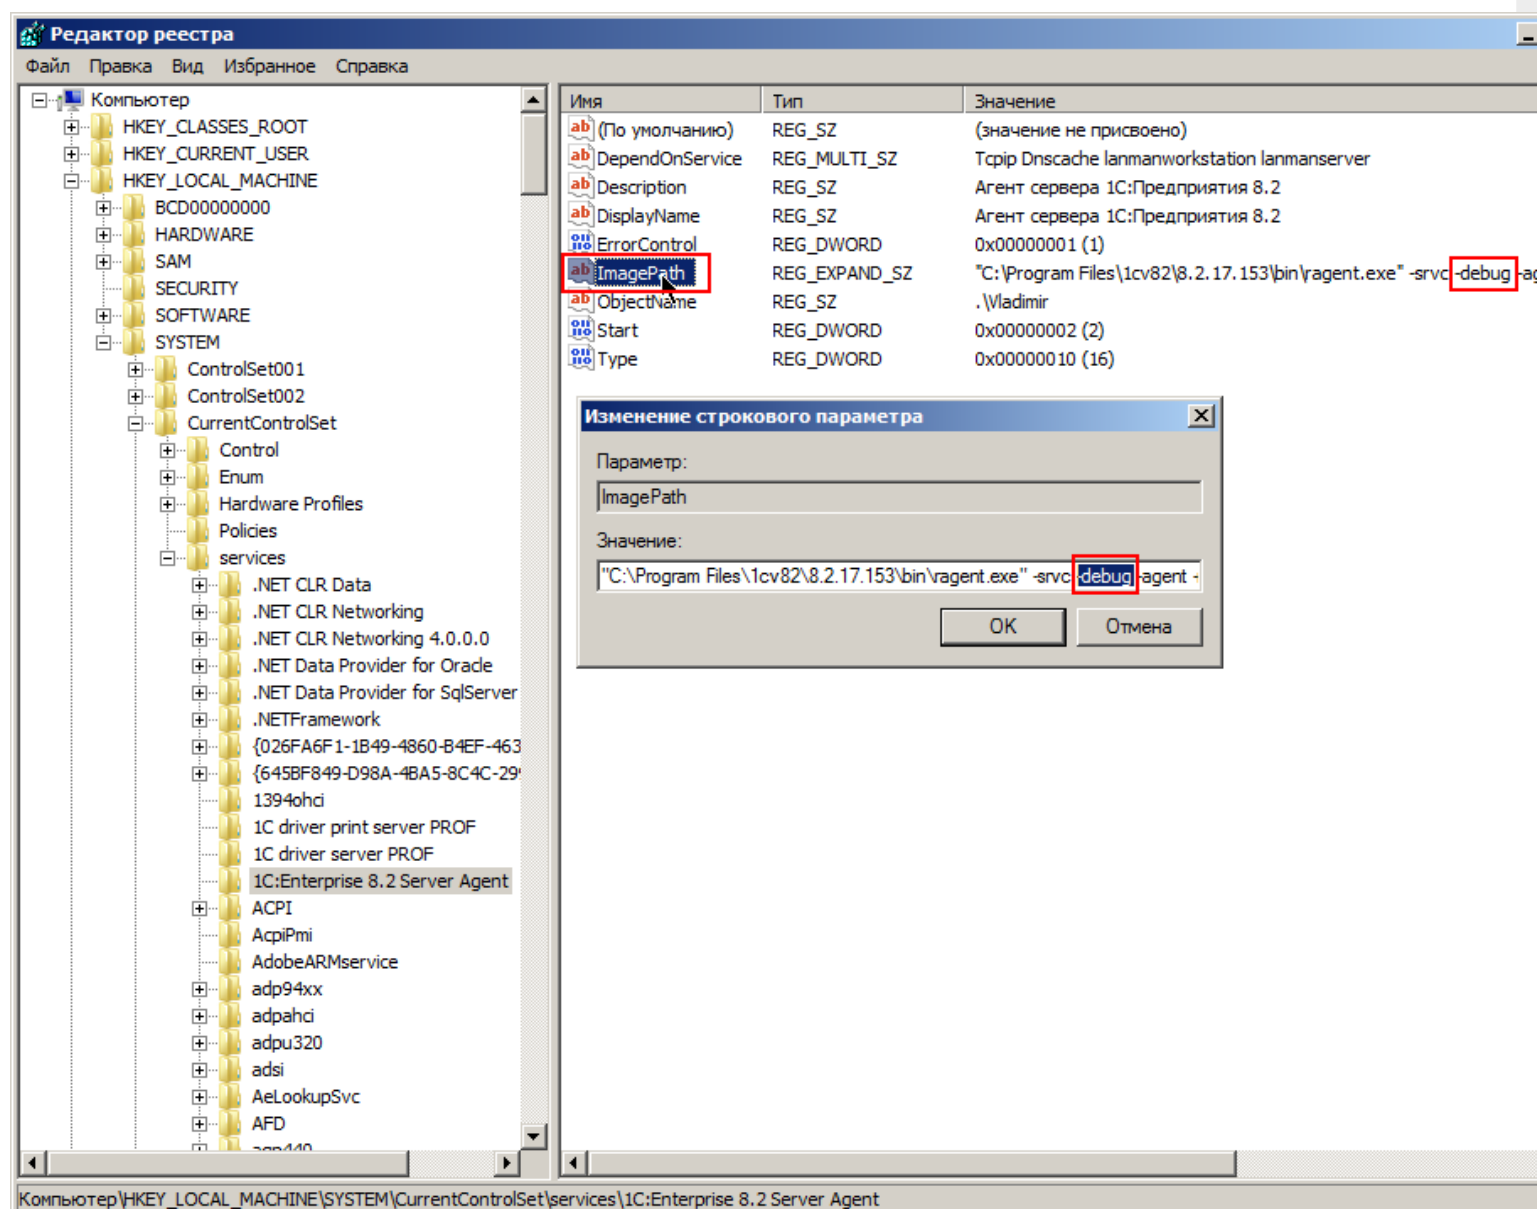 Редактор реестра
Файл Правка Вид Избранное Справка
Компьютер
HKEY_CLASSES_ROOT
HKEY_CURRENT_USER
HKEY_LOCAL_MACHINE
BCD00000000
HARDWARE
SAM
SECURITY
SOFTWARE
SYSTEM
ControlSet001
ControlSet002
CurrentControlSet
Control
Enum
Hardware Profiles
Policies
services
.NET CLR Data
.NET CLR Networking
.NET CLR Networking 4.0.0.0
.NET Data Provider for Oracle
.NET Data Provider for SqlServer
.NETFramework
{026FA6F1-1B49-4860-B4EF-463
{645BF849-D98A-4BA5-8C4C-29
1394ohci
1C driver print server PROF
1C driver server PROF
1C:Enterprise 8.2 Server Agent
ACPI
AcpiPmi
AdobeARMservice
adp94xx
adpahci
adpu320
adsi
AeLookupSvc
AFD
agp440
Имя Тип Значение
(По умолчанию) REG_SZ (значение не присвоено)
DependOnService REG_MULTI_SZ Tcpip Dnscache lanmanworkstation lanmanserver
Description REG_SZ Агент сервера 1С:Предприятия 8.2
DisplayName REG_SZ Агент сервера 1С:Предприятия 8.2
ErrorControl REG_DWORD 0x00000001 (1)
ImagePath REG_EXPAND_SZ "C:\Program Files\1cv82\8.2.17.153\bin\ragent.exe" -srvc -debug -ag
ObjectName REG_SZ .\Vladimir
Start REG_DWORD 0x00000002 (2)
Type REG_DWORD 0x00000010 (16)
Изменение строкового параметра
Параметр:
ImagePath
Значение:
"C:\Program Files\1cv82\8.2.17.153\bin\ragent.exe" -srvc -debug -agent -
OK Отмена
Компьютер\HKEY_LOCAL_MACHINE\SYSTEM\CurrentControlSet\services\1C:Enterprise 8.2 Server Agent